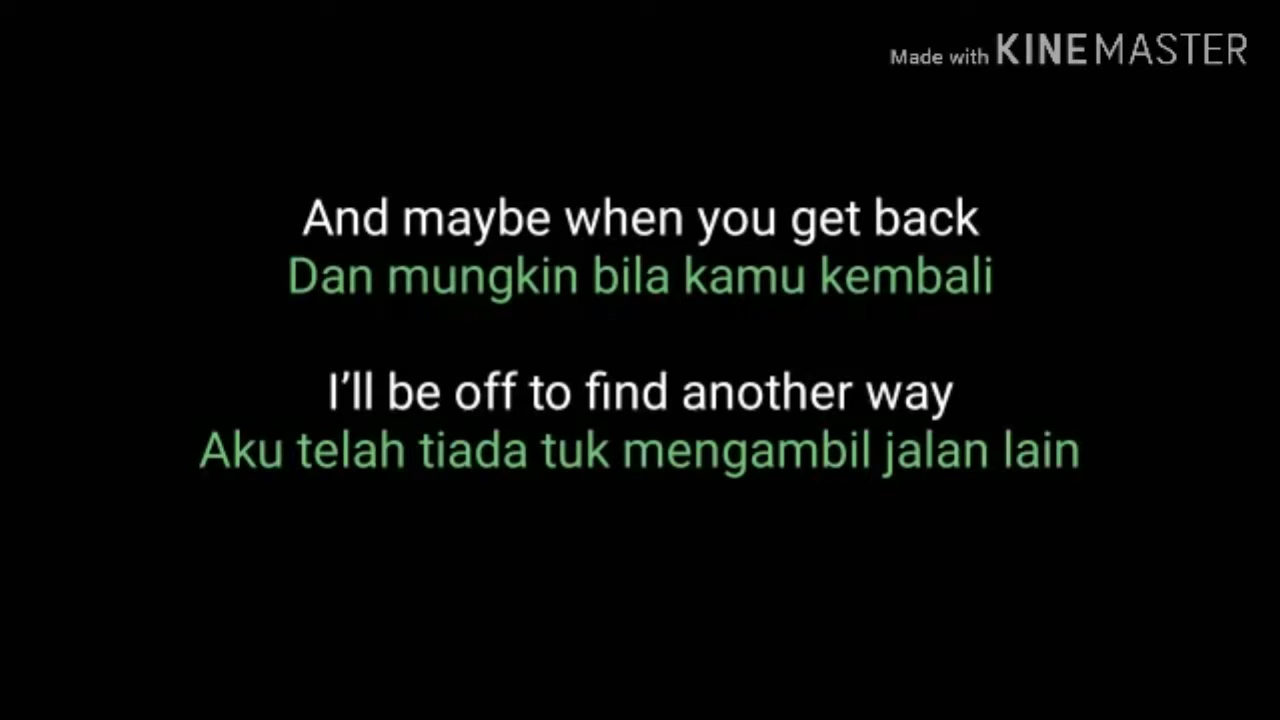 Made with KINEMASTER
And maybe when you get back
Dan mungkin bila kamu kembali
I’ll be off to find another way
Aku telah tiada tuk mengambil jalan lain